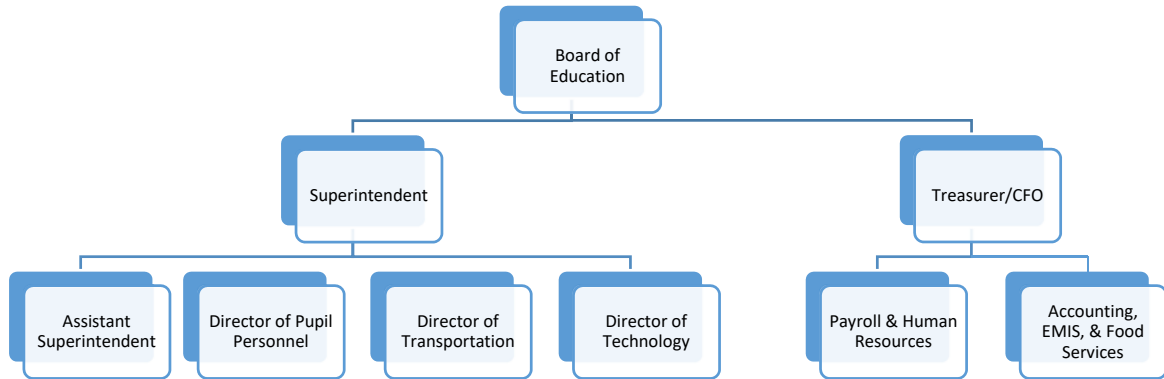 Board of
Education
Superintendent
Treasurer/CFO
Assistant
Superintendent
Director of Pupil
Personnel
Director of
Transportation
Director of
Technology
Payroll & Human
Resources
Accounting,
EMIS, & Food
Services